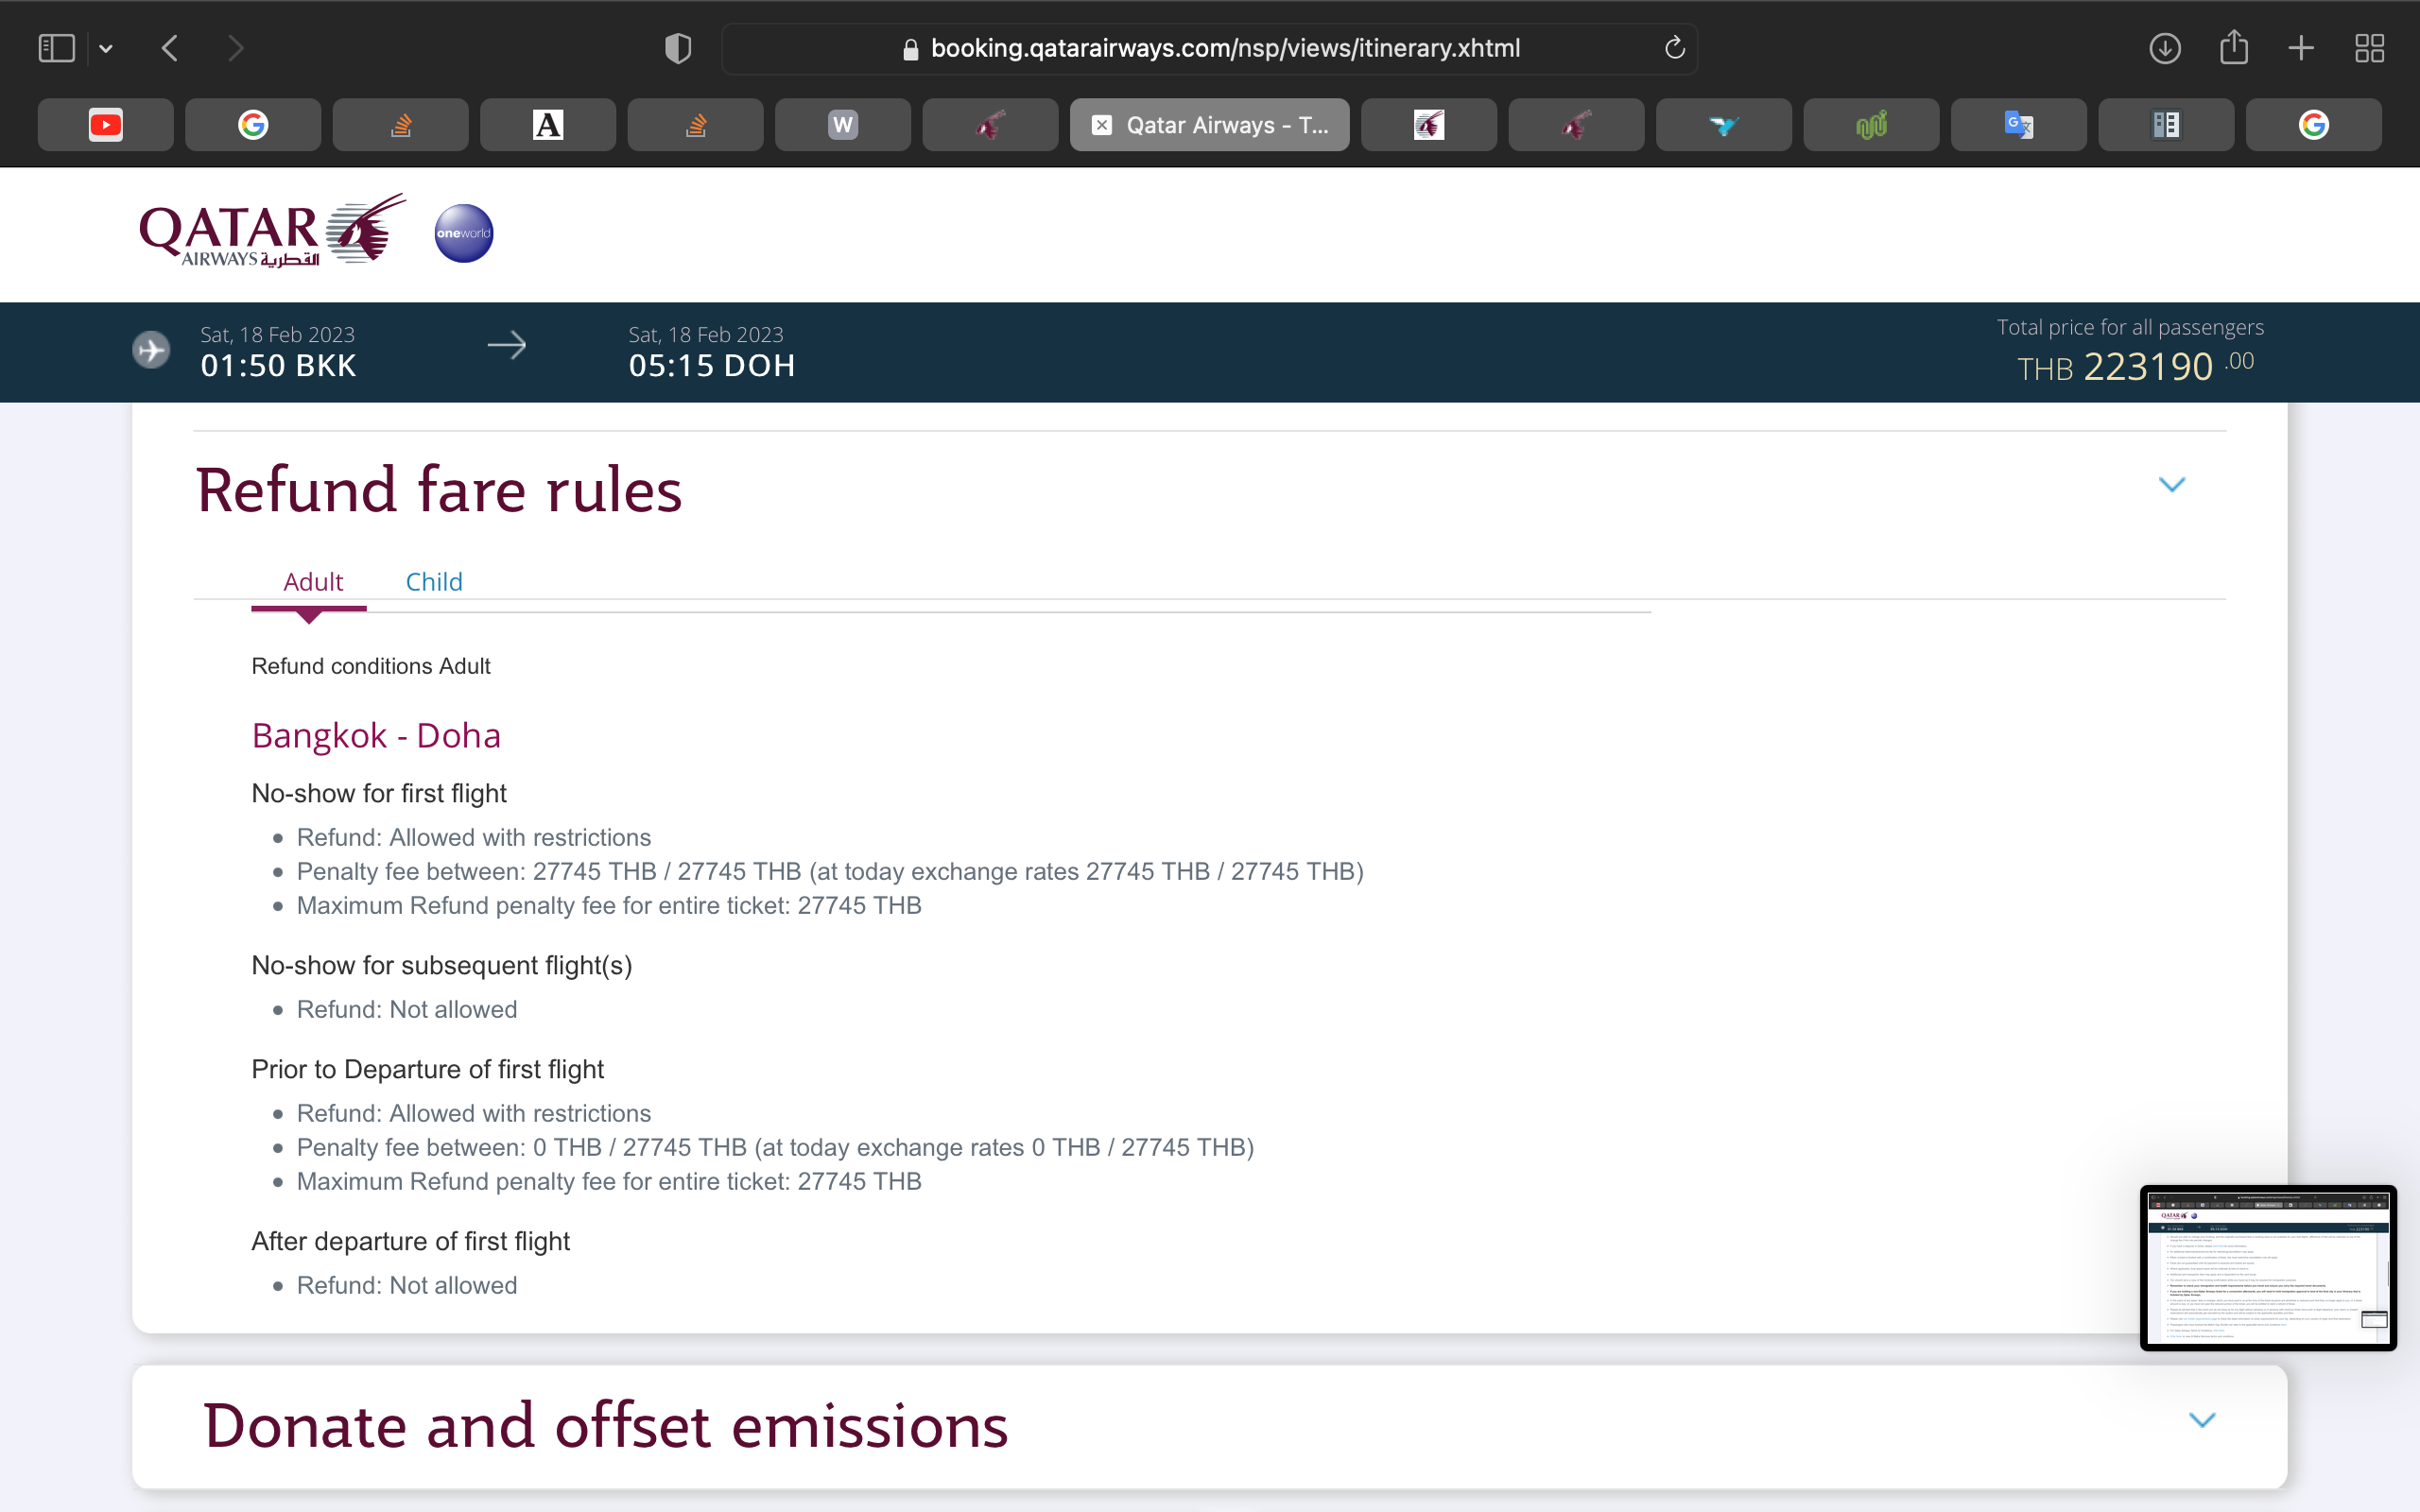 booking.qatarairways.com/nsp/views/itinerary.xhtml
A
W
Qatar Airways - T...
QATAR
AIRWAYS القطرية
oneworld
Sat, 18 Feb 2023
01:50 BKK
Sat, 18 Feb 2023
05:15 DOH
Total price for all passengers
THB 223190 .00
Refund fare rules
Adult
Child
Refund conditions Adult
Bangkok - Doha
No-show for first flight
• Refund: Allowed with restrictions
• Penalty fee between: 27745 THB / 27745 THB (at today exchange rates 27745 THB / 27745 THB)
• Maximum Refund penalty fee for entire ticket: 27745 THB
No-show for subsequent flight(s)
• Refund: Not allowed
Prior to Departure of first flight
• Refund: Allowed with restrictions
• Penalty fee between: 0 THB / 27745 THB (at today exchange rates 0 THB / 27745 THB)
• Maximum Refund penalty fee for entire ticket: 27745 THB
After departure of first flight
• Refund: Not allowed
Donate and offset emissions